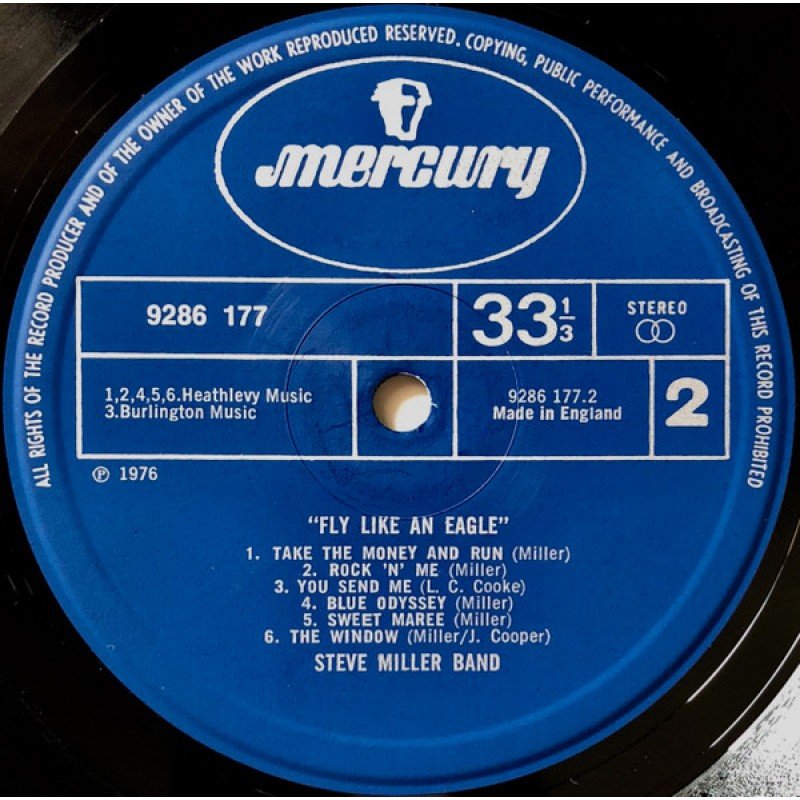 ALL RIGHTS OF THE RECORD PRODUCER AND OF THE OWNER OF THE WORK REPRODUCED RESERVED. COPYING, PUBLIC PERFORMANCE AND BROADCASTING OF THIS RECORD PROHIBITED
mercury
9286 177
33 1/3
STEREO
1,2,4,5,6.Heathlevy Music
3.Burlington Music
9286 177.2
Made in England
2
℗ 1976
"FLY LIKE AN EAGLE"
1. TAKE THE MONEY AND RUN (Miller)
2. ROCK 'N' ME (Miller)
3. YOU SEND ME (L. C. Cooke)
4. BLUE ODYSSEY (Miller)
5. SWEET MAREE (Miller)
6. THE WINDOW (Miller/J. Cooper)
STEVE MILLER BAND